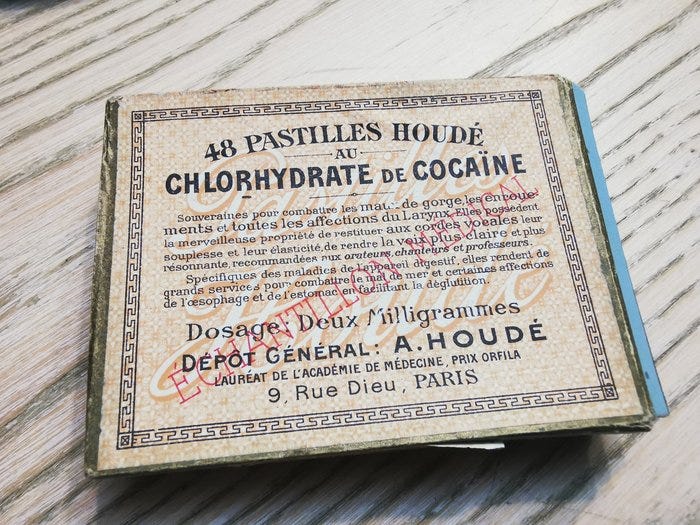 48 PASTILLES HOUDÉ
AU
CHLORHYDRATE DE COCAÏNE
Souveraines pour combattre les maux de gorge, les enroue-
ments et toutes les affections du Larynx. Elles possèdent
la merveilleuse propriété de restituer aux cordes vocales leur
souplesse et leur élasticité, de rendre la voix plus claire et plus
résonnante, recommandées aux orateurs, chanteurs et professeurs.
Spécifiques des maladies de l'appareil digestif, elles rendent de
grands services pour combattre le mal de mer et certaines affections
de l'œsophage et de l'estomac en facilitant la déglutition.
Dosage: Deux Milligrammes
DÉPÔT GÉNÉRAL: A. HOUDÉ
LAURÉAT DE L'ACADÉMIE DE MÉDECINE, PRIX ORFILA
9, Rue Dieu, PARIS
ÉCHANTILLON MÉDICAL
Pastilles
Houdé